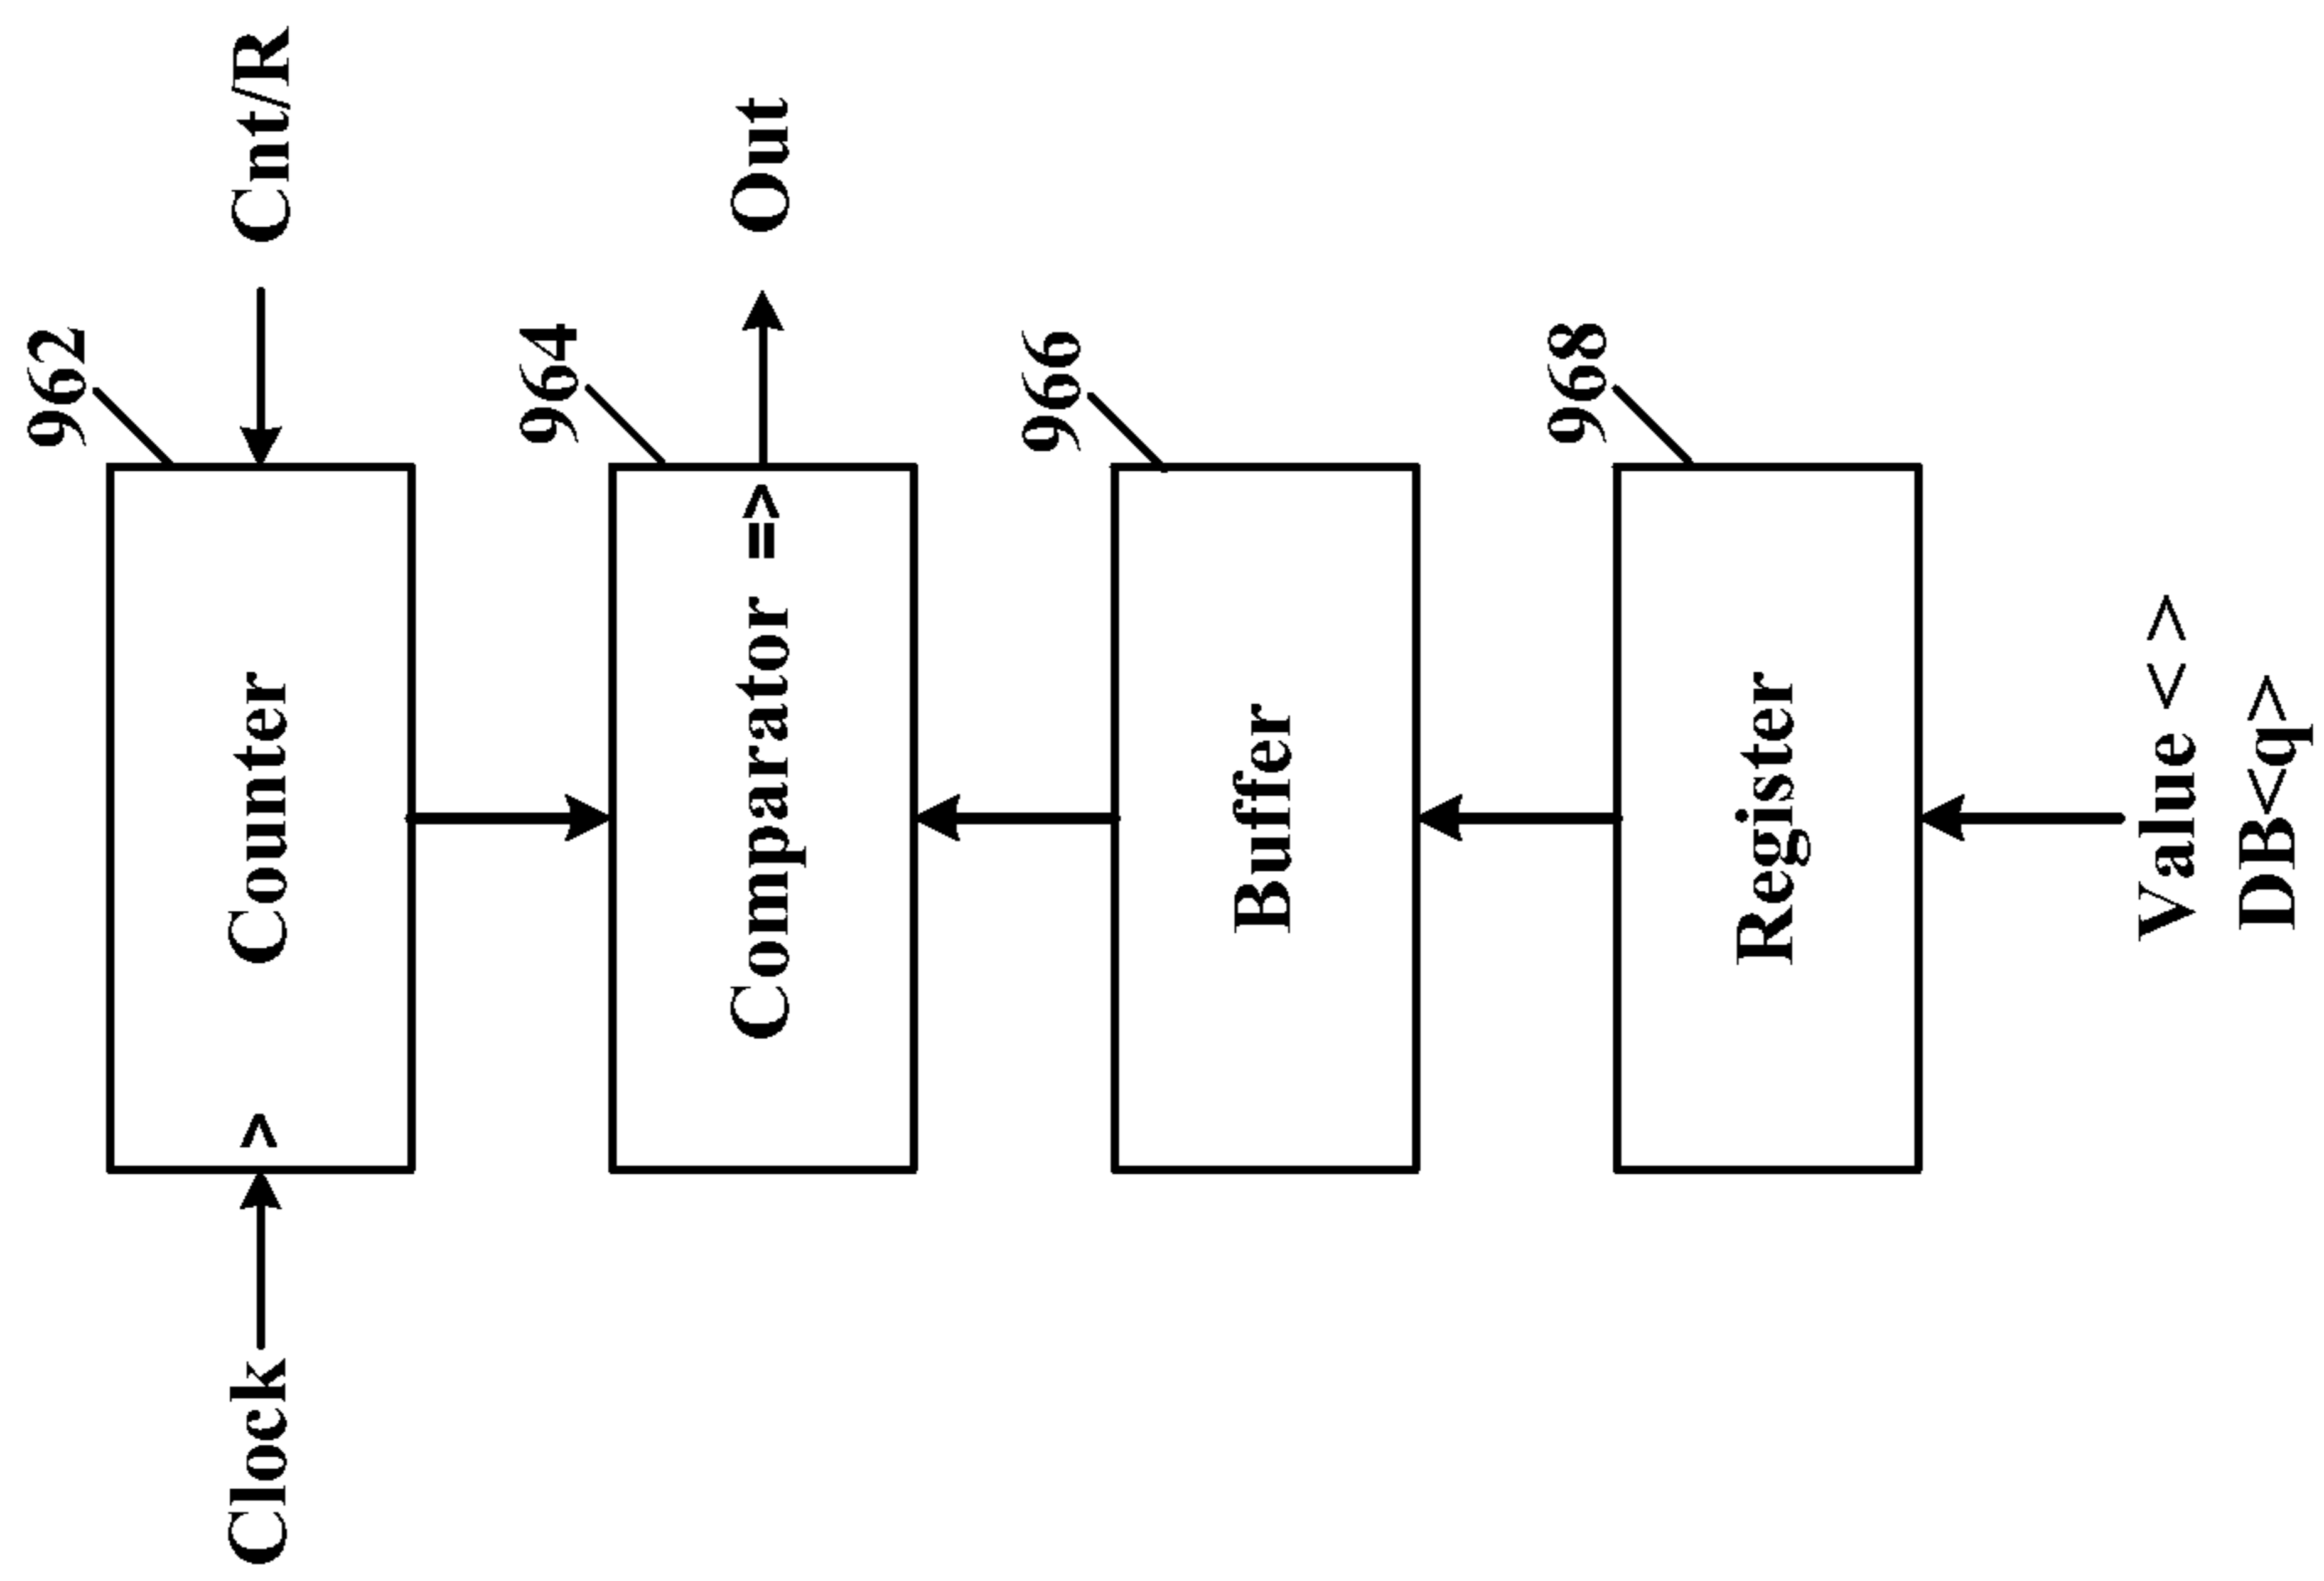 962
Clock
> Counter
Cnt/R
964
Comparator =>
Out
966
Buffer
968
Register
Value < >
DB<q>